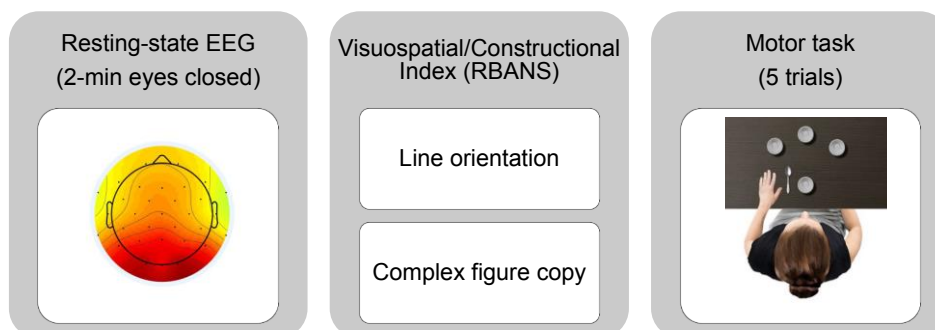 Resting-state EEG
(2-min eyes closed)
Visuospatial/Constructional
Index (RBANS)
Line orientation
Complex figure copy
Motor task
(5 trials)